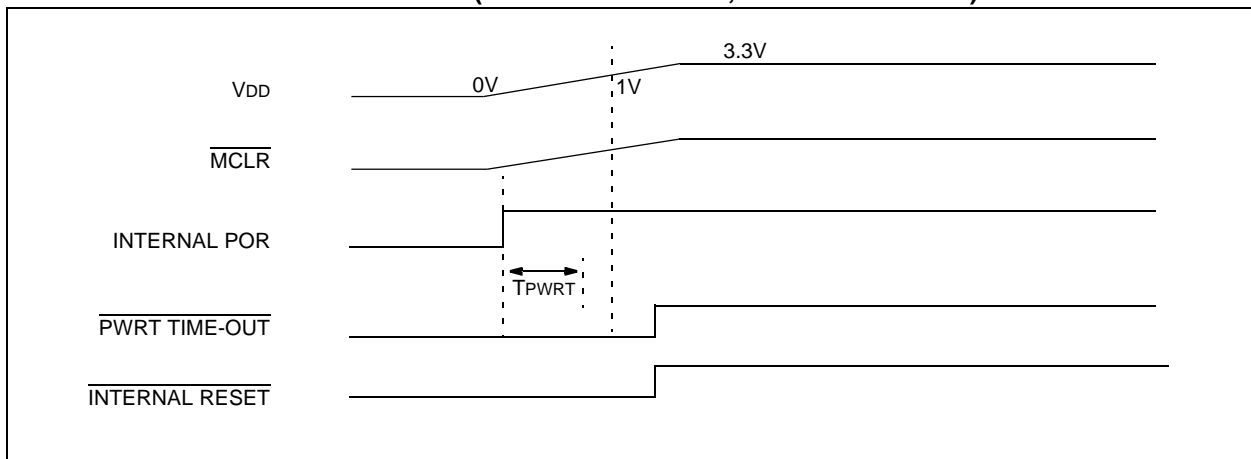 3.3V
VDD 0V 1V
MCLR
INTERNAL POR
TPWRT
PWRT TIME-OUT
INTERNAL RESET